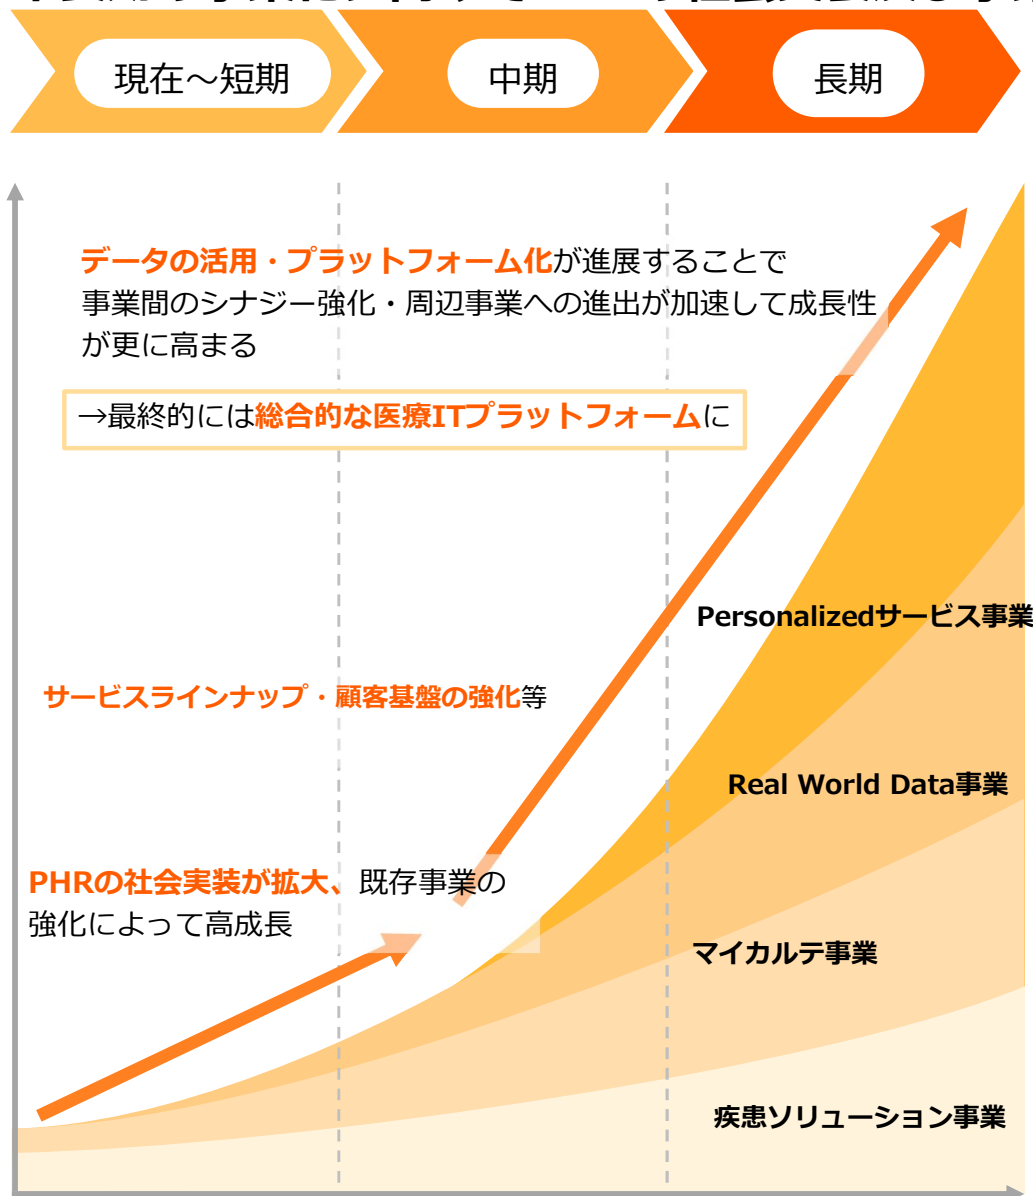 現在～短期
中期
長期
データの活用・プラットフォーム化が進展することで
事業間のシナジー強化・周辺事業への進出が加速して成長性
が更に高まる
→最終的には総合的な医療ITプラットフォームに
Personalizedサービス事業
サービスラインナップ・顧客基盤の強化等
Real World Data事業
PHRの社会実装が拡大、既存事業の
強化によって高成長
マイカルテ事業
疾患ソリューション事業